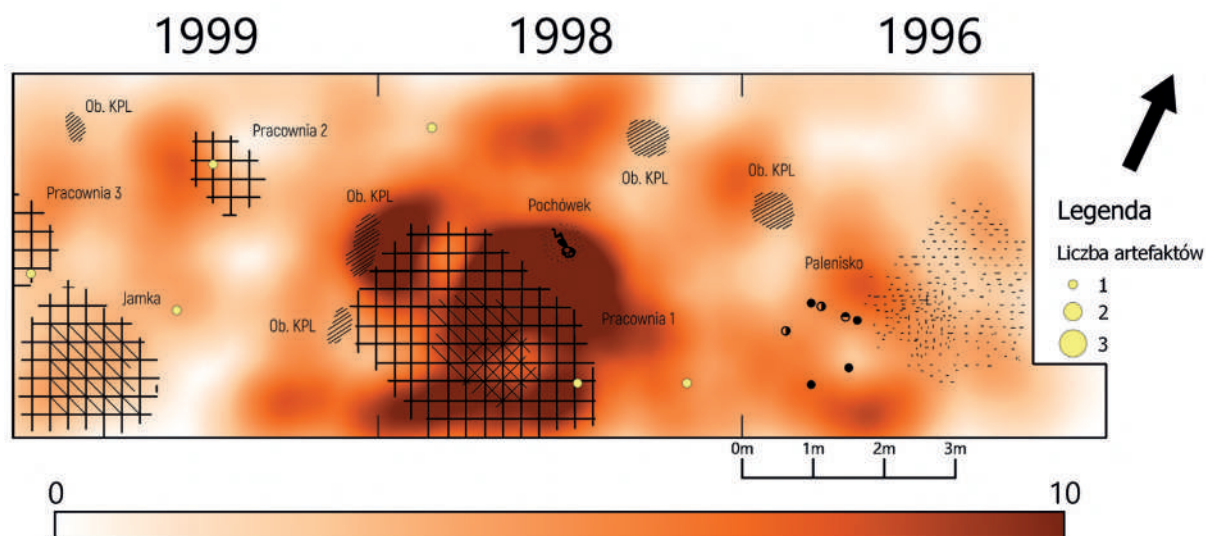 1999
1998
1996
Ob. KPL
Pracownia 2
Pracownia 3
Ob. KPL
Pochówek
Ob. KPL
Ob. KPL
Palenisko
Jamka
Ob. KPL
Pracownia 1
Legenda
Liczba artefaktów
1
2
3
0m 1m 2m 3m
0 10